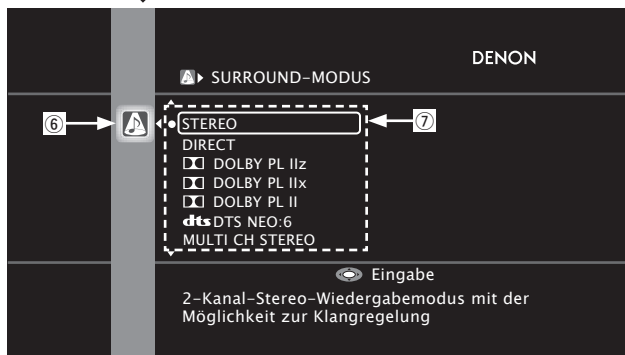 DENON
SURROUND-MODUS
⑥
⑦
STEREO
DIRECT
DOLBY PL IIz
DOLBY PL IIx
DOLBY PL II
dts DTS NEO:6
MULTI CH STEREO
Eingabe
2-Kanal-Stereo-Wiedergabemodus mit der
Möglichkeit zur Klangregelung